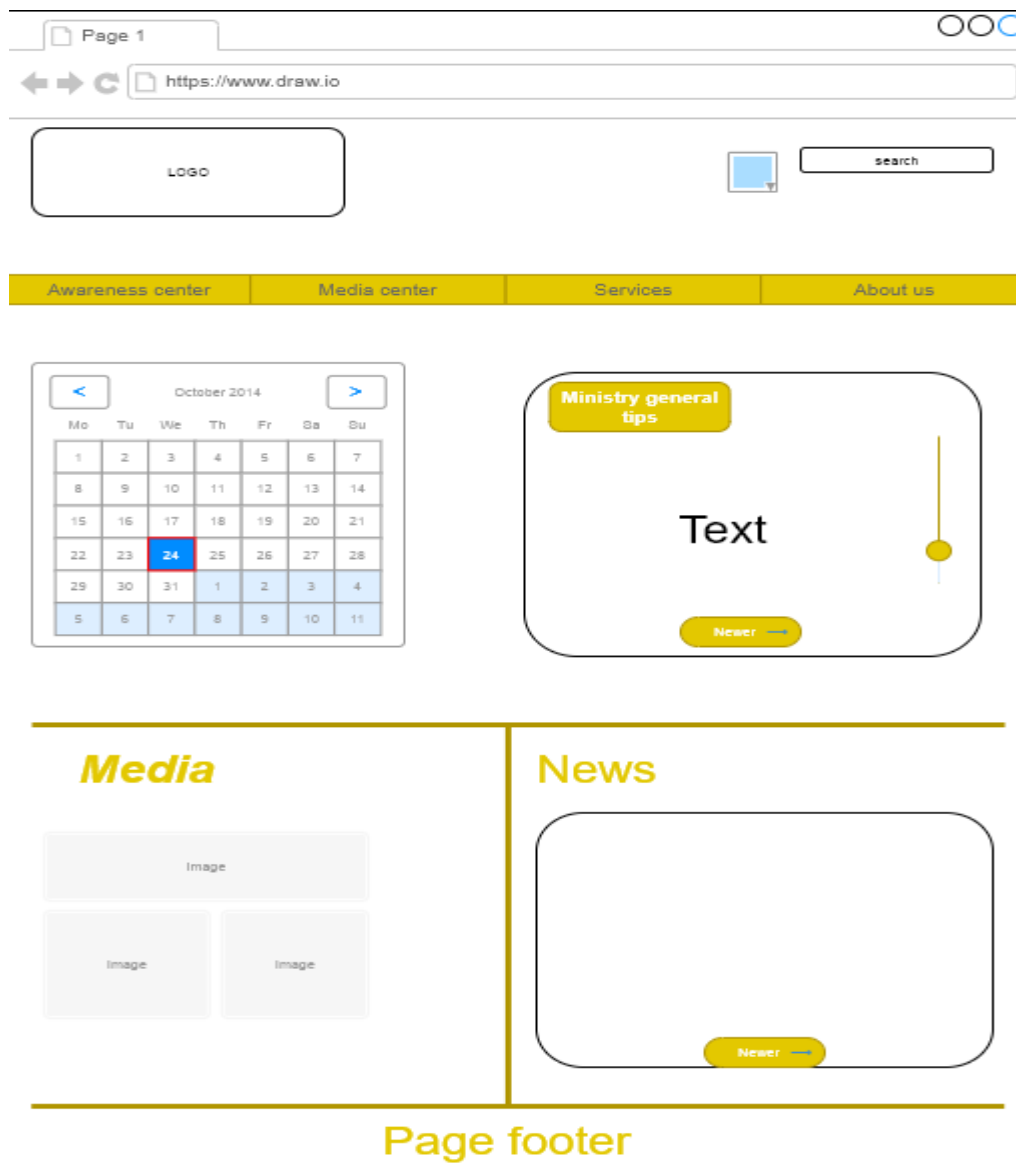 Page 1
https://www.draw.io
LOGO
search
Awareness center Media center Services About us
< October 2014 >
Mo Tu We Th Fr Sa Su
1 2 3 4 5 6 7
8 9 10 11 12 13 14
15 16 17 18 19 20 21
22 23 24 25 26 27 28
29 30 31 1 2 3 4
5 6 7 8 9 10 11
Ministry general
tips
Text
Newer
Media
Image
Image Image
News
Newer
Page footer